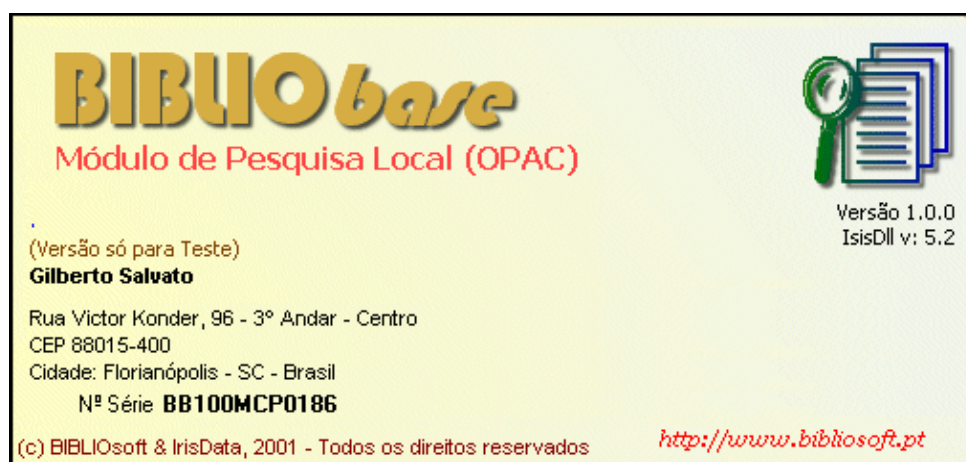 BIBLIObase
Módulo de Pesquisa Local (OPAC)
Versão 1.0.0
IsisDll v: 5.2
.
(Versão só para Teste)
Gilberto Salvato
Rua Victor Konder, 96 - 3º Andar - Centro
CEP 88015-400
Cidade: Florianópolis - SC - Brasil
Nº Série BB100MCP0186
(c) BIBLIOsoft & IrisData, 2001 - Todos os direitos reservados
http://www.bibliosoft.pt